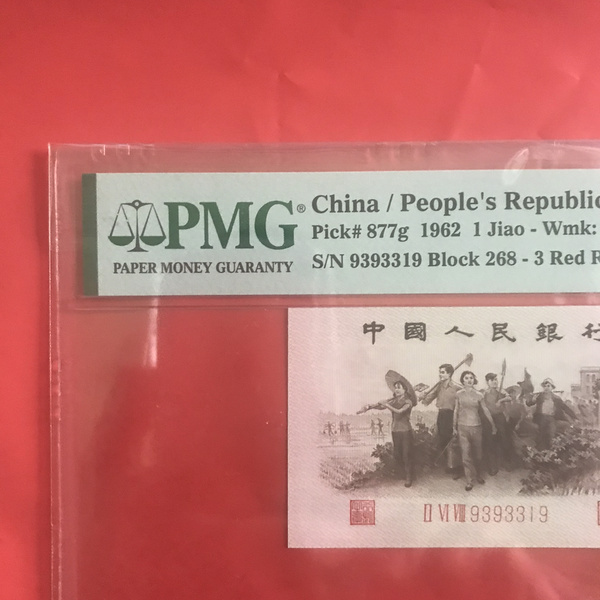 PMG®
PAPER MONEY GUARANTY
China / People's Republic
Pick# 877g 1962 1 Jiao - Wmk:
S/N 9393319 Block 268 - 3 Red R
中國人民銀行
II VI VIII 9393319